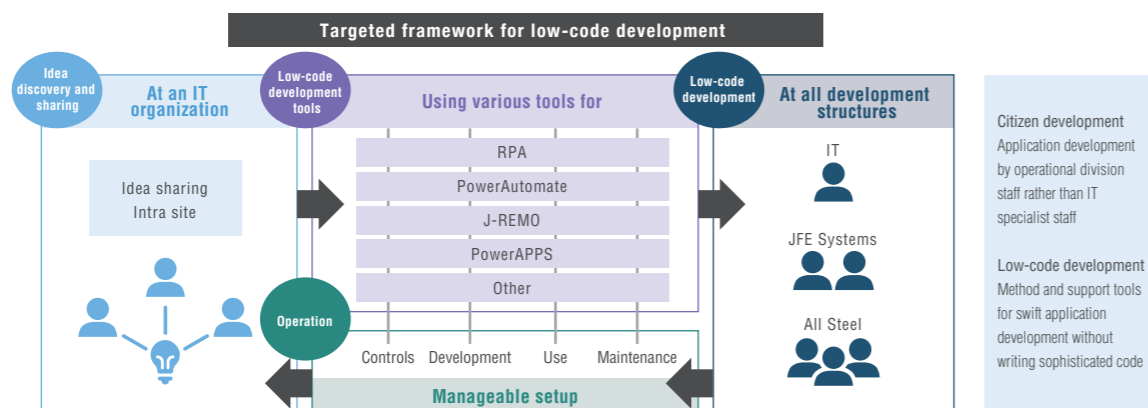 Targeted framework for low-code development
Idea
discovery and
sharing
At an IT
organization
Idea sharing
Intra site
Low-code
development
tools
Using various tools for
RPA
PowerAutomate
J-REMO
PowerAPPS
Other
Operation
Controls
Development
Use
Maintenance
Manageable setup
Low-code
development
At all development
structures
IT
JFE Systems
All Steel
Citizen development
Application development
by operational division
staff rather than IT
specialist staff
Low-code development
Method and support tools
for swift application
development without
writing sophisticated code